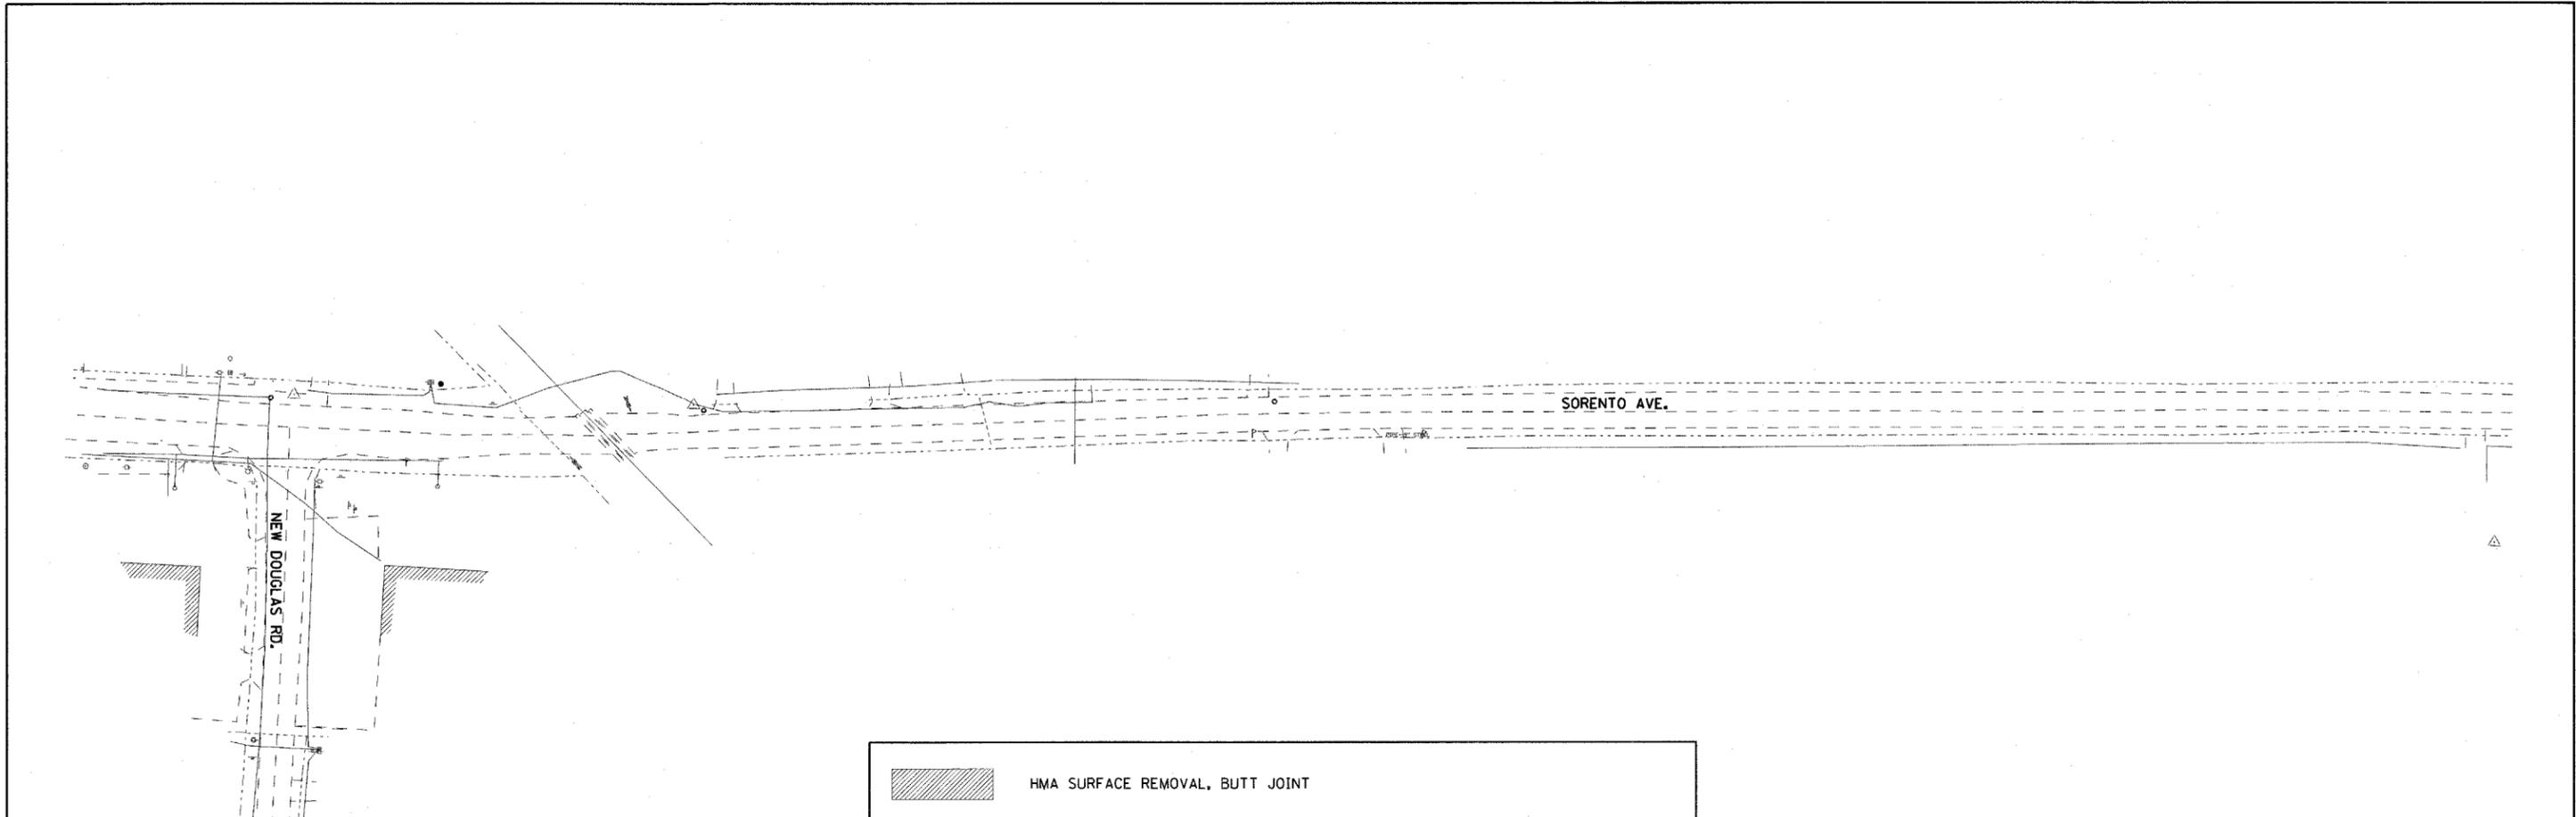 SORENTO AVE.
NEW DOUGLAS RD.
HMA SURFACE REMOVAL, BUTT JOINT